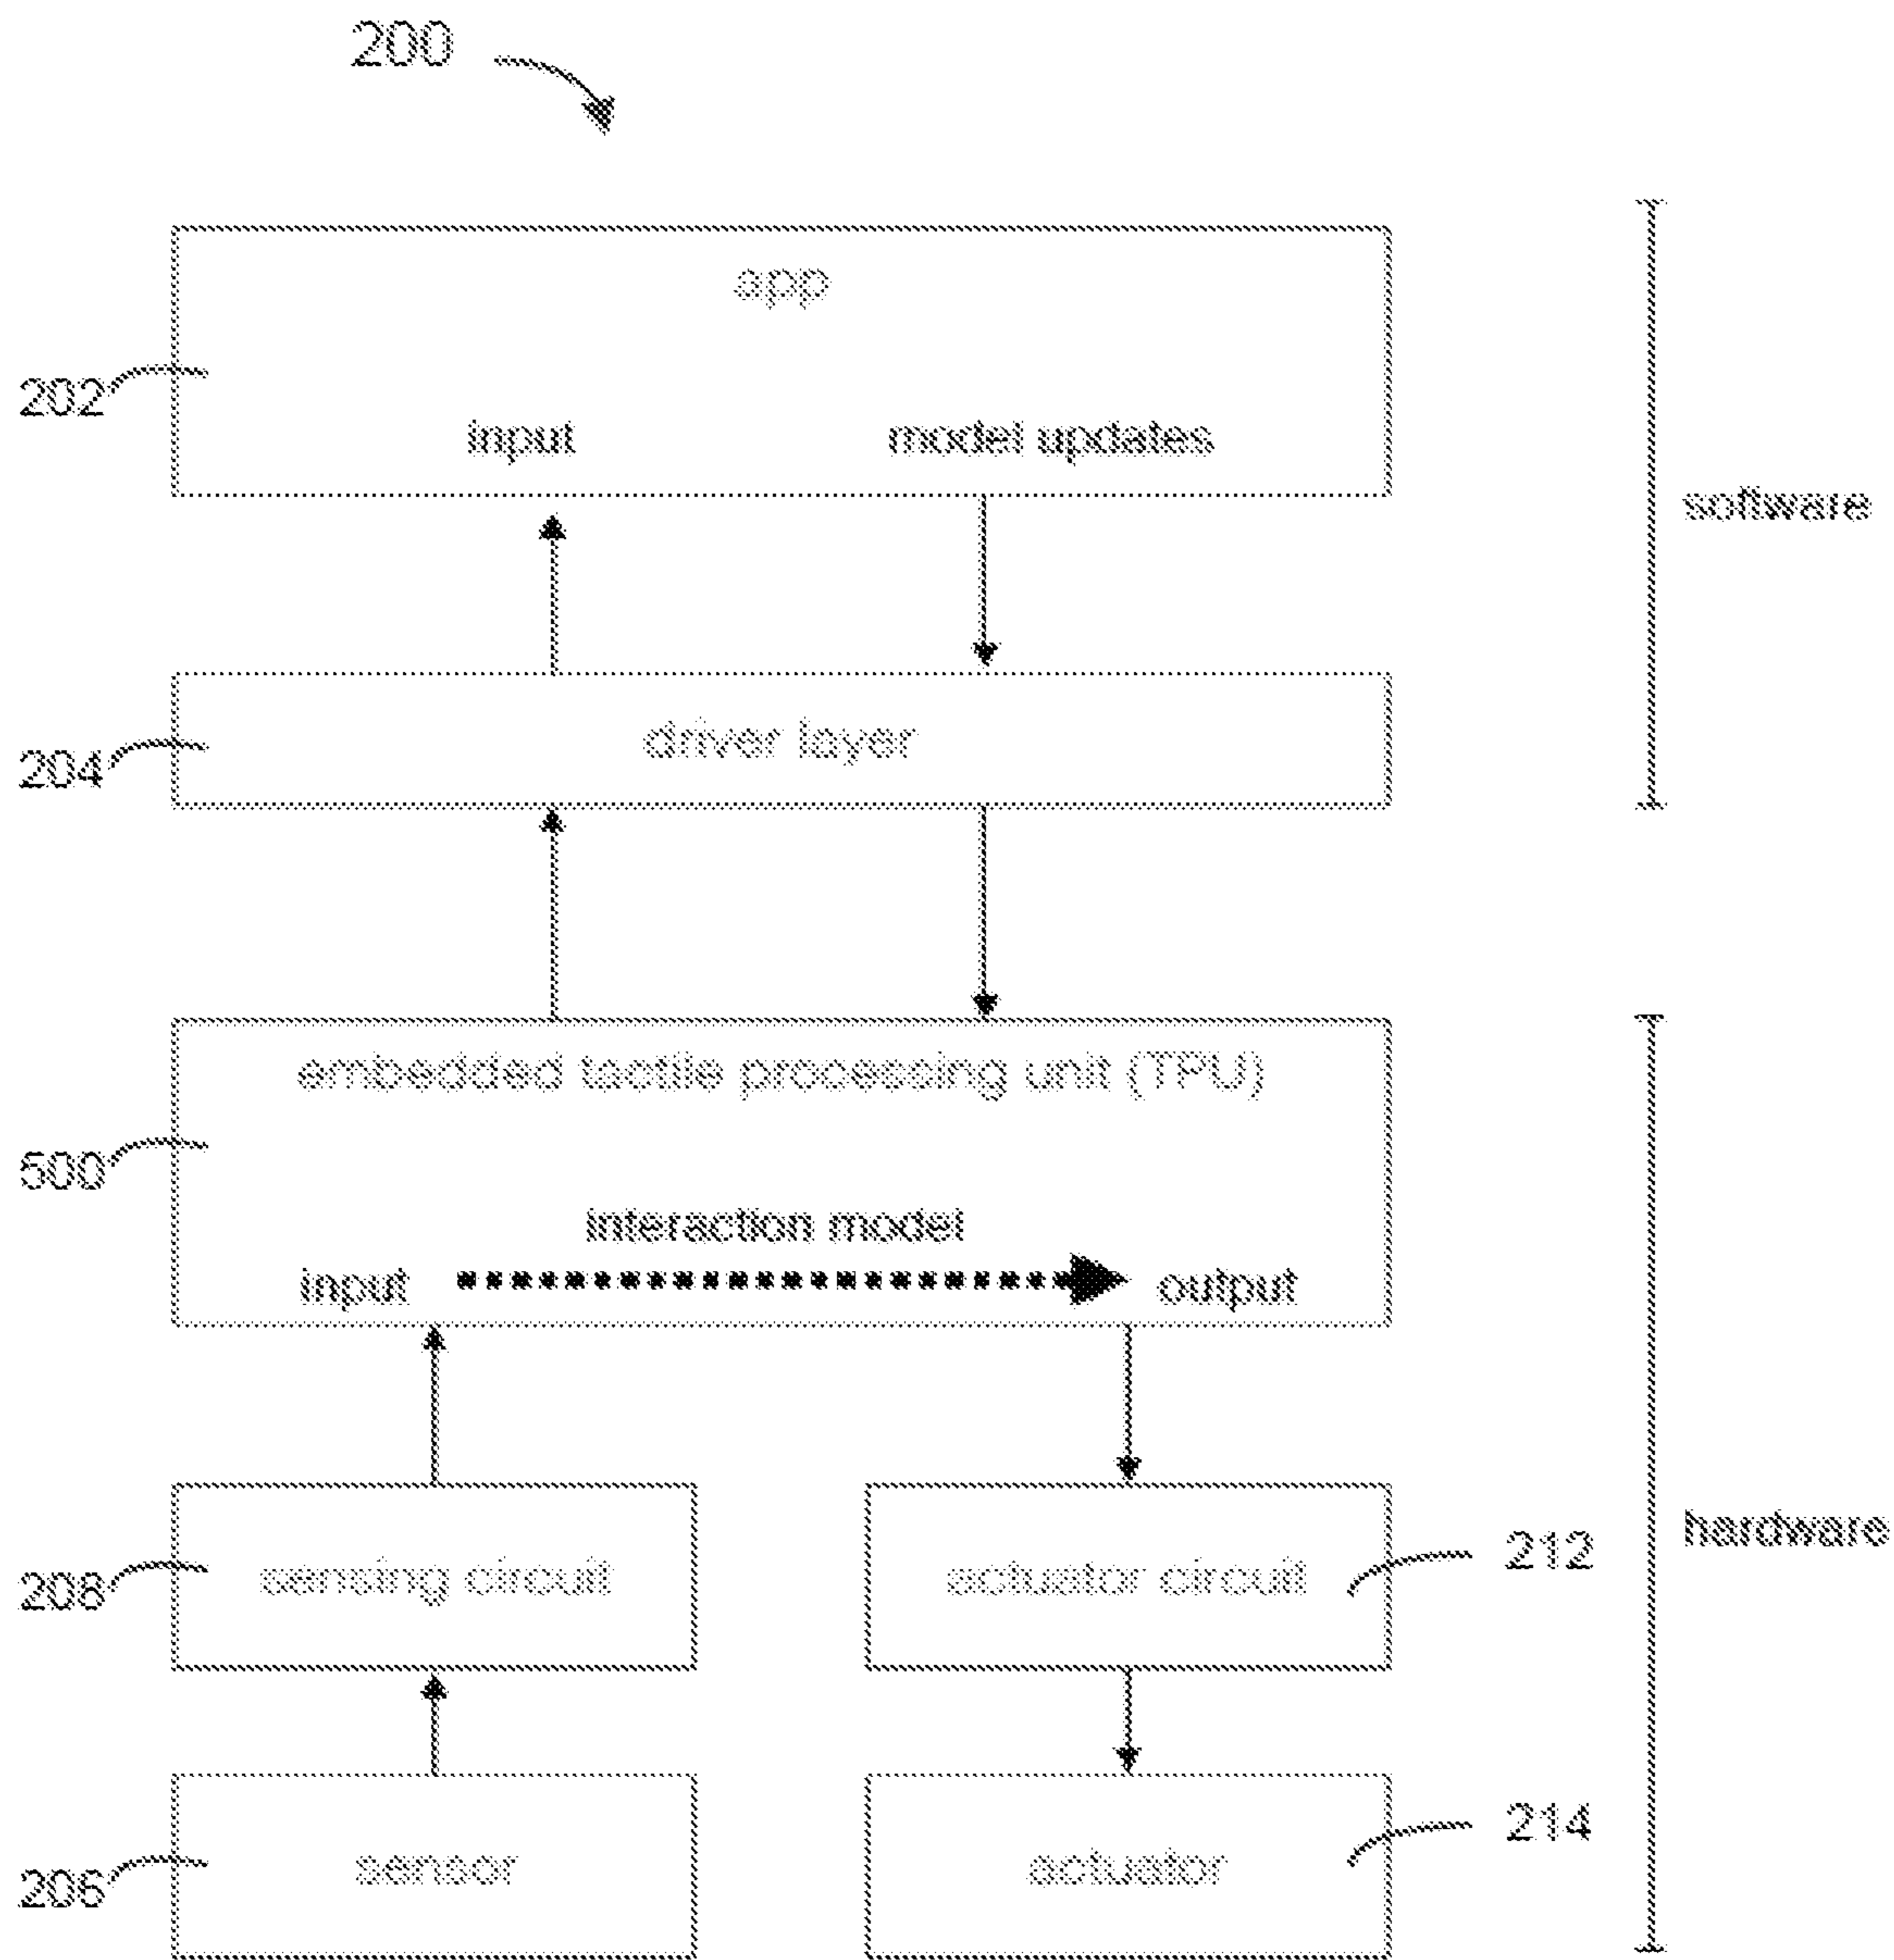 200
app
202
input model updates
software
driver layer
204
embedded tactile processing unit (TPU)
500
interaction model
input output
sensing circuit
208
actuator circuit
212
hardware
sensor
206
actuator
214